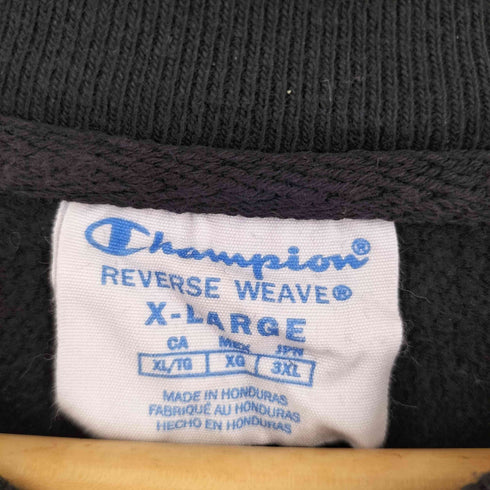 Champion®
REVERSE WEAVE®
X-LARGE
CA MEX JPN
XL/TG XG 3XL
MADE IN HONDURAS
FABRIQUÉ AU HONDURAS
HECHO EN HONDURAS